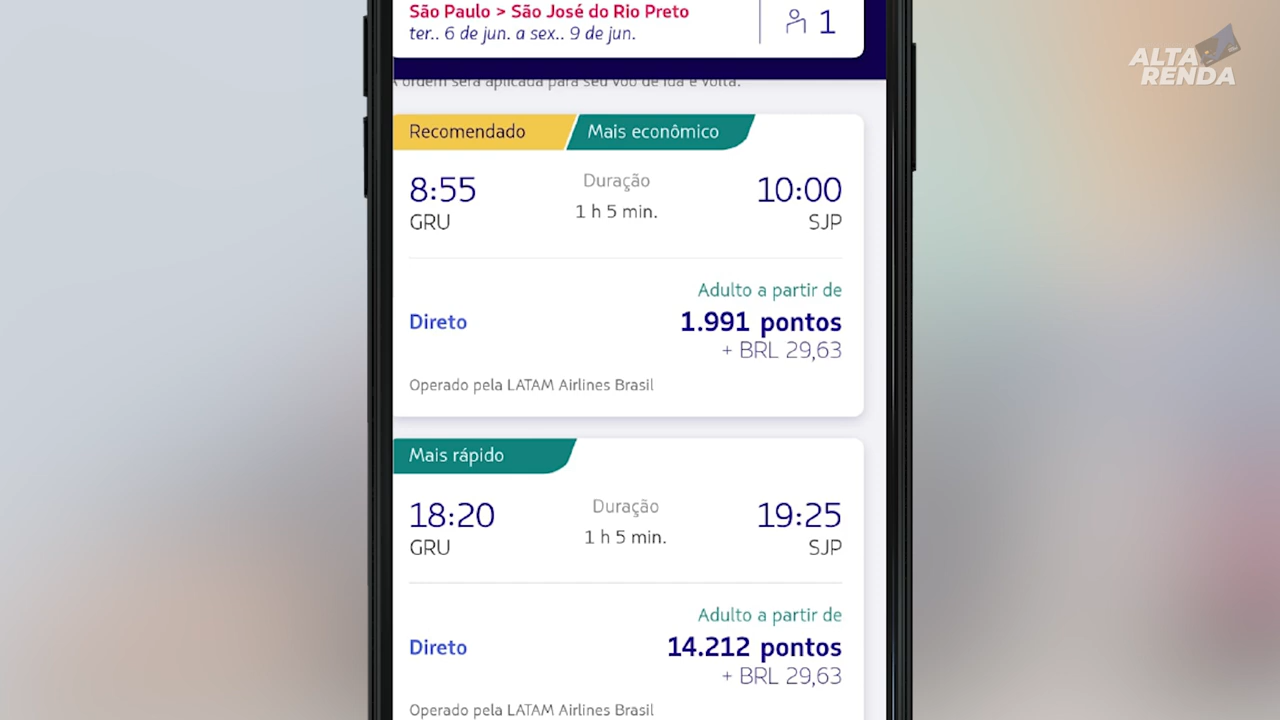 São Paulo > São José do Rio Preto
ter.. 6 de jun. a sex.. 9 de jun.
1
ALTA
RENDA
A ordem será aplicada para seu voo de ida e volta.
Recomendado
Mais econômico
8:55
Duração
10:00
GRU
1 h 5 min.
SJP
Adulto a partir de
Direto
1.991 pontos
+ BRL 29,63
Operado pela LATAM Airlines Brasil
Mais rápido
18:20
Duração
19:25
GRU
1 h 5 min.
SJP
Adulto a partir de
Direto
14.212 pontos
+ BRL 29,63
Operado pela LATAM Airlines Brasil